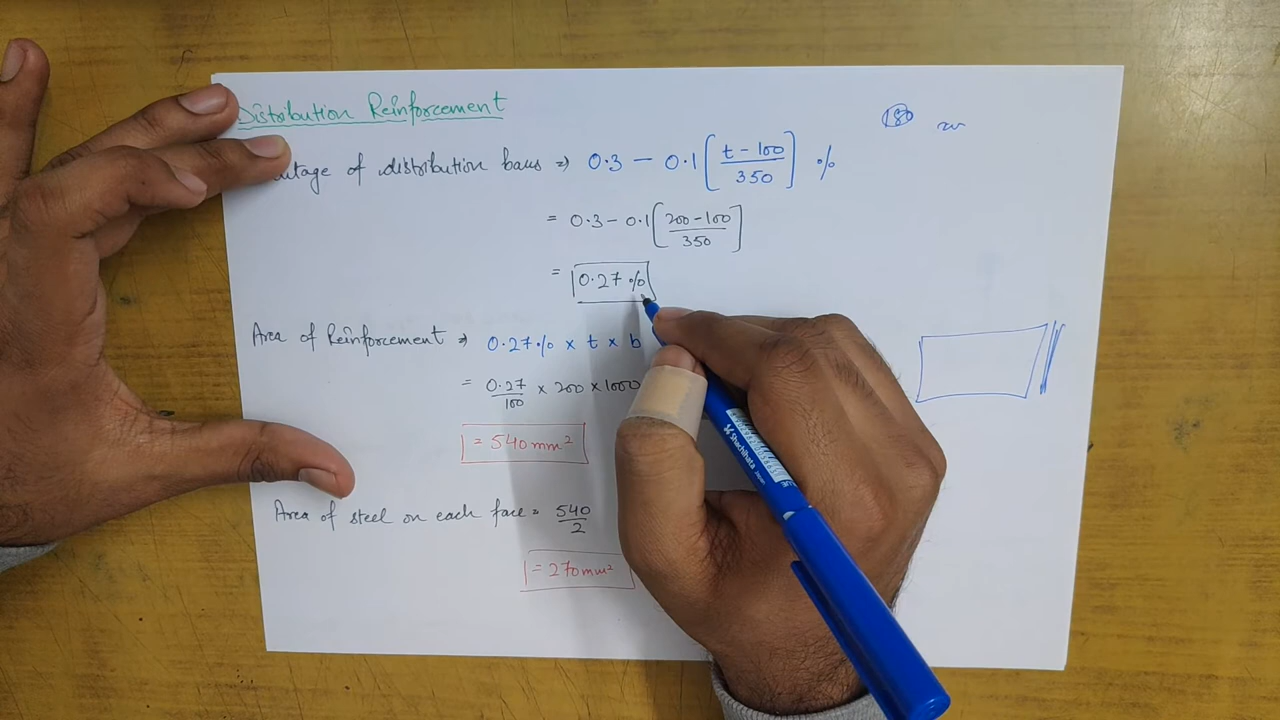 Distribution Reinforcement
180
of distribution bars ⇒ 0.3 - 0.1 [ (t - 100) / 350 ] %
= 0.3 - 0.1 [ (200 - 100) / 350 ]
= 0.27 %
Area of Reinforcement ⇒ 0.27% × t × b
= 0.27/100 × 200 × 1000
= 540 mm²
Area of steel on each face = 540/2
= 270 mm²
Shachihata